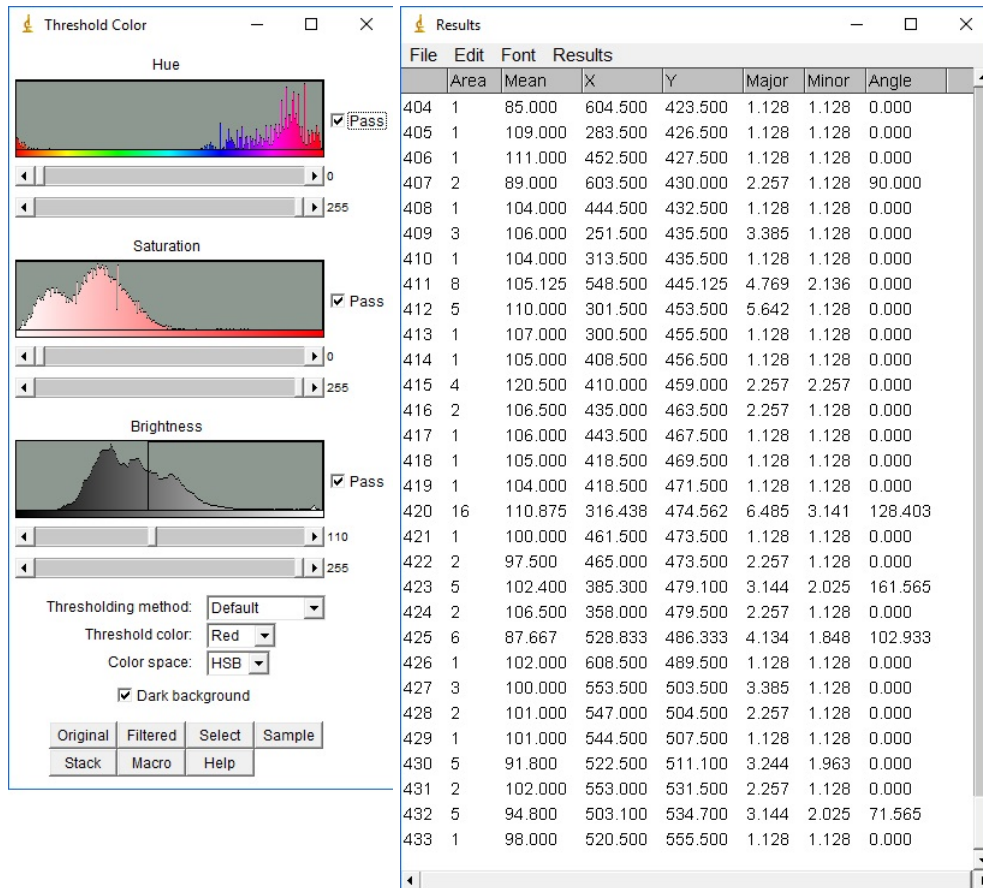 Threshold Color
Hue
Pass
0
255
Saturation
Pass
0
255
Brightness
Pass
110
255
Thresholding method: Default
Threshold color: Red
Color space: HSB
Dark background
Original Filtered Select Sample
Stack Macro Help
Results
File Edit Font Results
Area Mean X Y Major Minor Angle
404 1 85.000 604.500 423.500 1.128 1.128 0.000
405 1 109.000 283.500 426.500 1.128 1.128 0.000
406 1 111.000 452.500 427.500 1.128 1.128 0.000
407 2 89.000 603.500 430.000 2.257 1.128 90.000
408 1 104.000 444.500 432.500 1.128 1.128 0.000
409 3 106.000 251.500 435.500 3.385 1.128 0.000
410 1 104.000 313.500 435.500 1.128 1.128 0.000
411 8 105.125 548.500 445.125 4.769 2.136 0.000
412 5 110.000 301.500 453.500 5.642 1.128 0.000
413 1 107.000 300.500 455.500 1.128 1.128 0.000
414 1 105.000 408.500 456.500 1.128 1.128 0.000
415 4 120.500 410.000 459.000 2.257 2.257 0.000
416 2 106.500 435.000 463.500 2.257 1.128 0.000
417 1 106.000 443.500 467.500 1.128 1.128 0.000
418 1 105.000 418.500 469.500 1.128 1.128 0.000
419 1 104.000 418.500 471.500 1.128 1.128 0.000
420 16 110.875 316.438 474.562 6.485 3.141 128.403
421 1 100.000 461.500 473.500 1.128 1.128 0.000
422 2 97.500 465.000 473.500 2.257 1.128 0.000
423 5 102.400 385.300 479.100 3.144 2.025 161.565
424 2 106.500 358.000 479.500 2.257 1.128 0.000
425 6 87.667 528.833 486.333 4.134 1.848 102.933
426 1 102.000 608.500 489.500 1.128 1.128 0.000
427 3 100.000 553.500 503.500 3.385 1.128 0.000
428 2 101.000 547.000 504.500 2.257 1.128 0.000
429 1 101.000 544.500 507.500 1.128 1.128 0.000
430 5 91.800 522.500 511.100 3.244 1.963 0.000
431 2 102.000 553.000 531.500 2.257 1.128 0.000
432 5 94.800 503.100 534.700 3.144 2.025 71.565
433 1 98.000 520.500 555.500 1.128 1.128 0.000